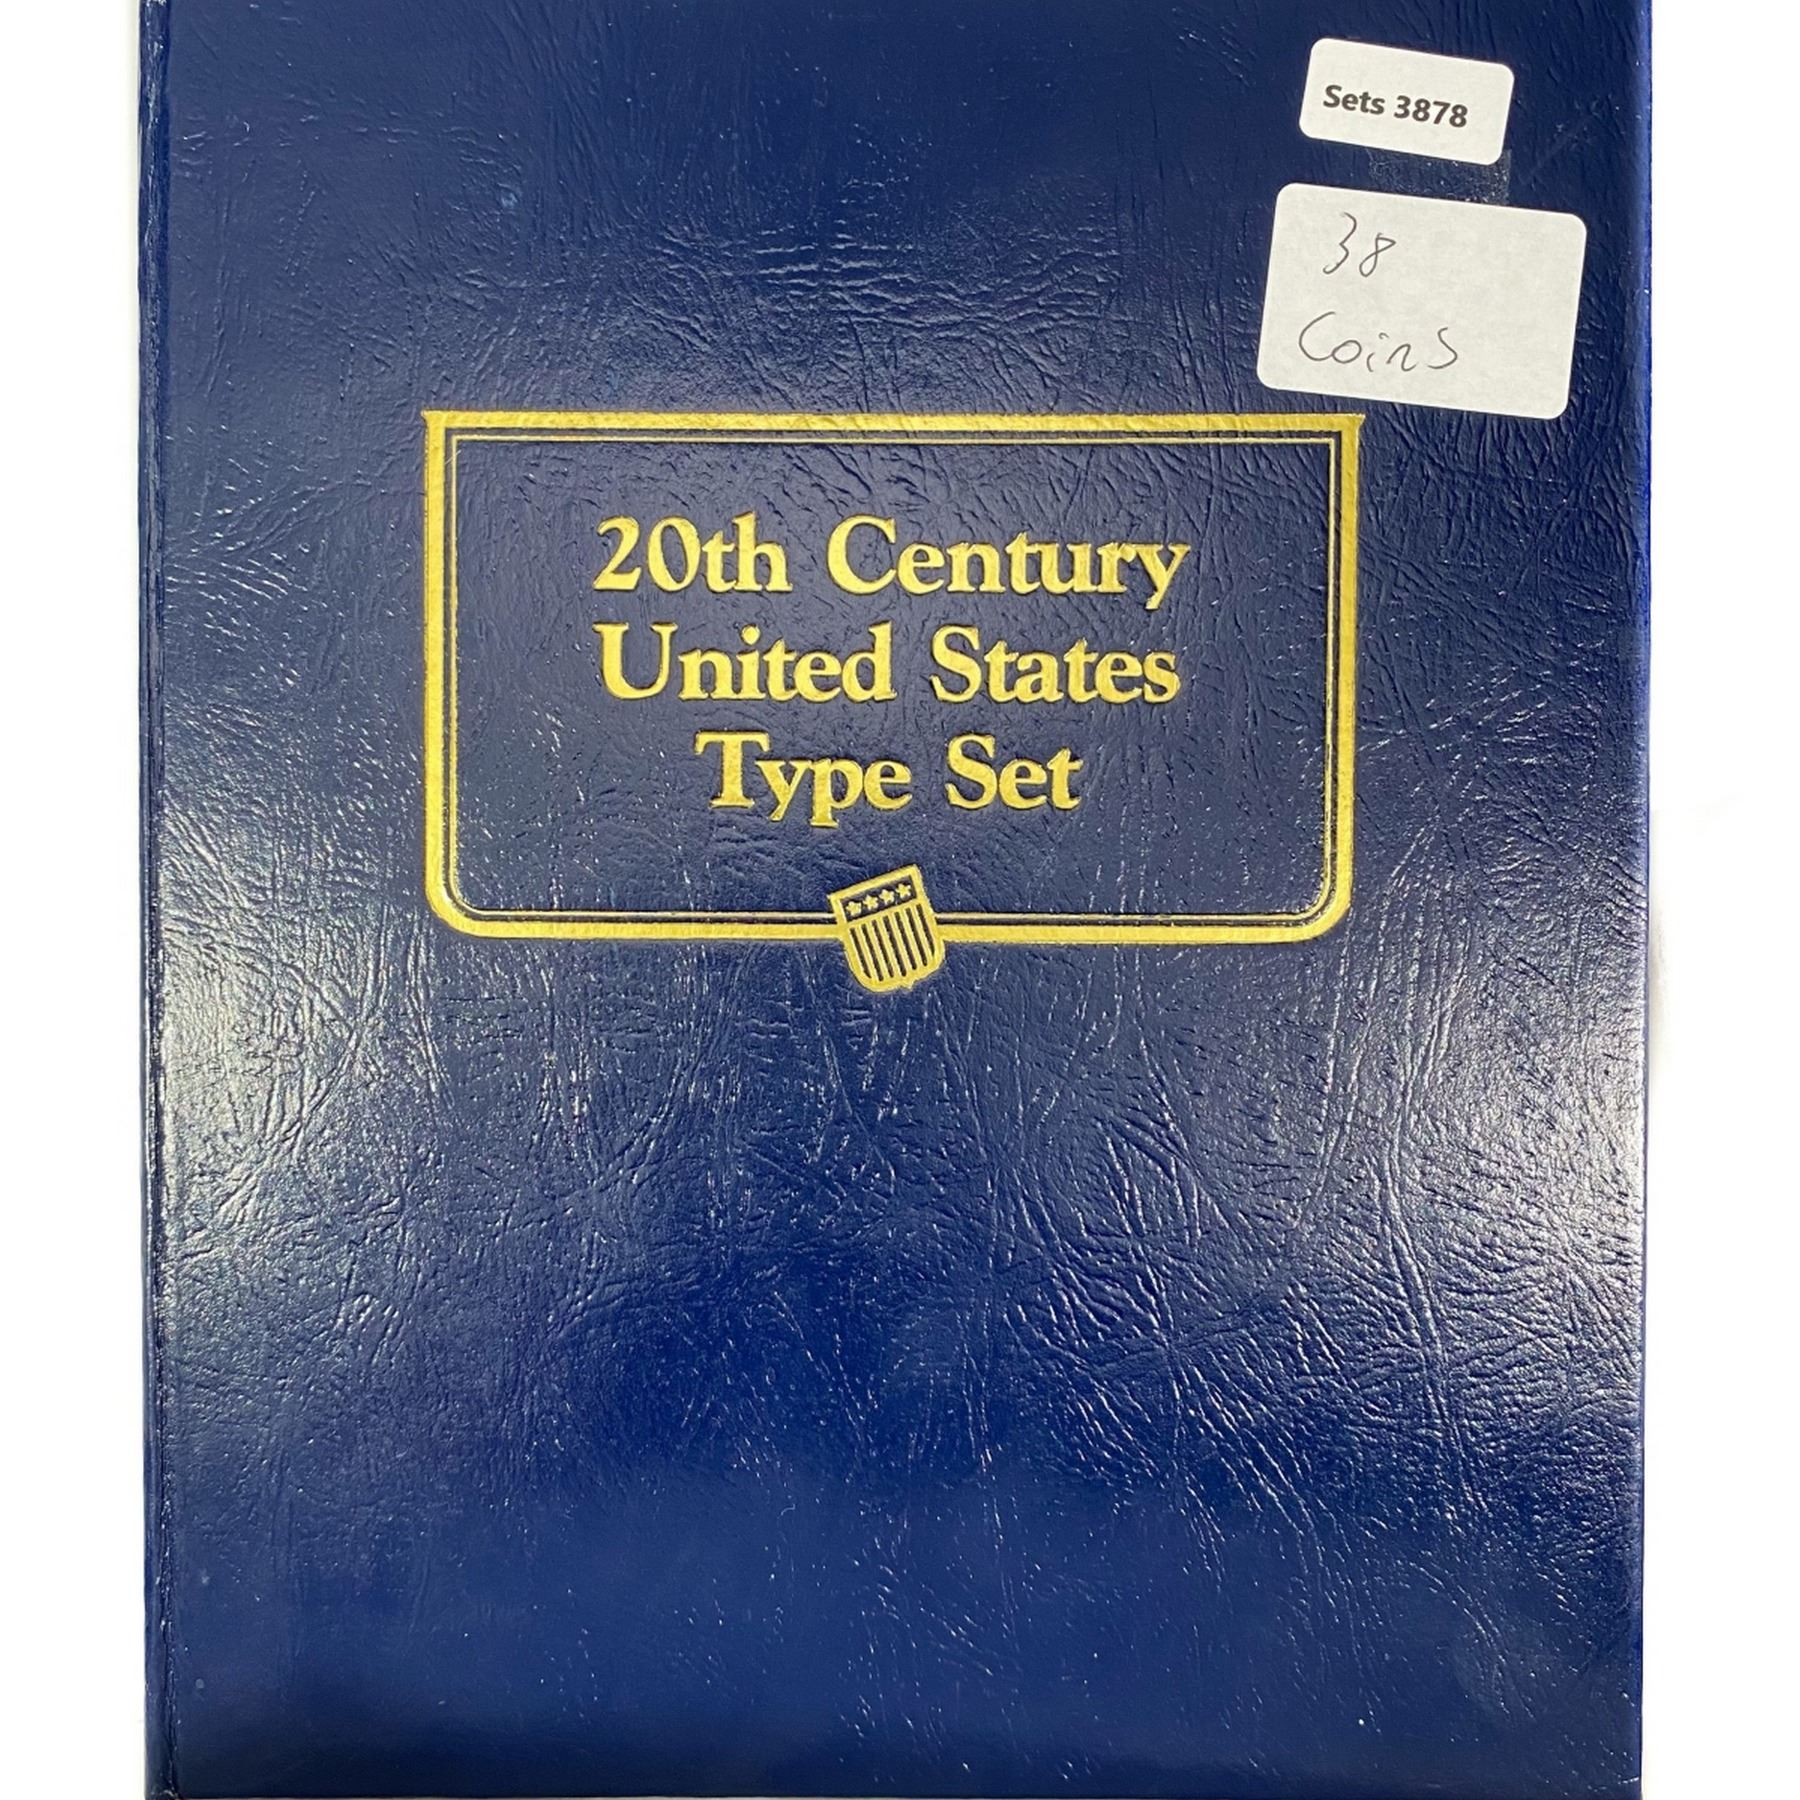 Sets 3878
38
Coins
20th Century
United States
Type Set